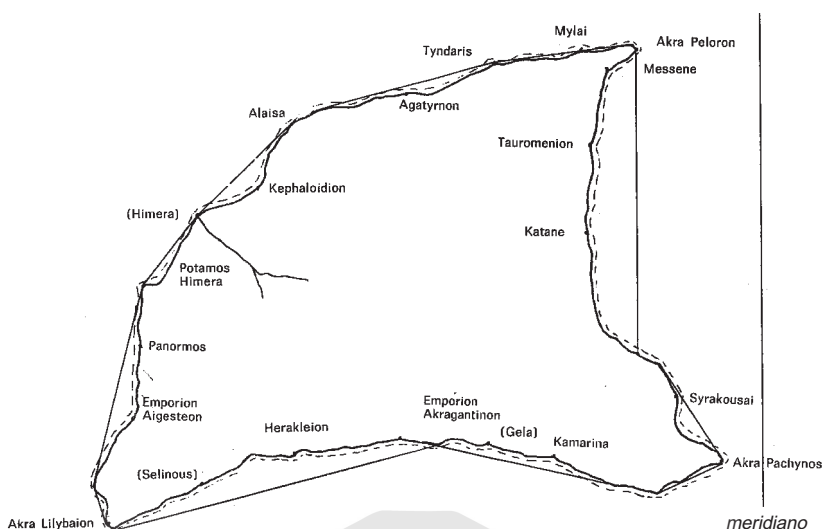 Mylai
Akra Peloron
Tyndaris
Messene
Alaisa
Agatyrnon
Tauromenion
Kephaloidion
(Himera)
Katane
Potamos
Himera
Panormos
Emporion
Aigesteon
Emporion
Akragantinon
Syrakousai
Herakleion
(Gela)
Kamarina
(Selinous)
Akra Pachynos
Akra Lilybaion
meridiano